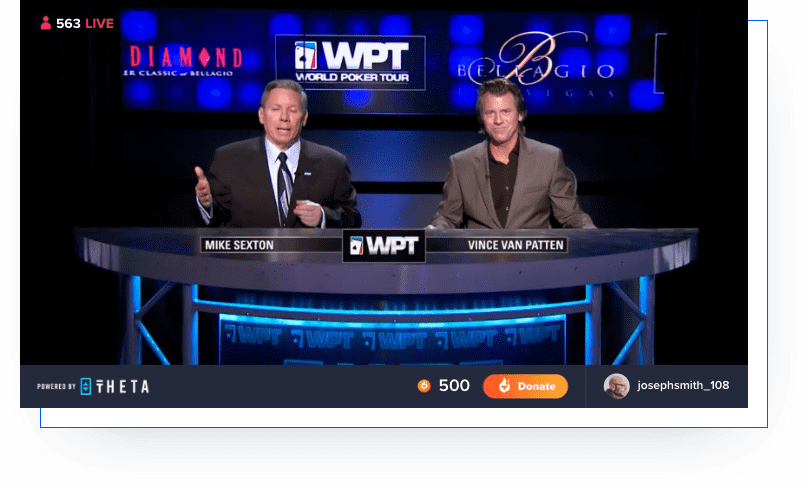 563 LIVE
DIAMOND
ER CLASSIC at BELLAGIO
WPT
WORLD POKER TOUR
BELLAGIO
LAS VEGAS
MIKE SEXTON
WPT
VINCE VAN PATTEN
WPT WPT WPT WPT WPT
POWERED BY THETA
500
Donate
josephsmith_108